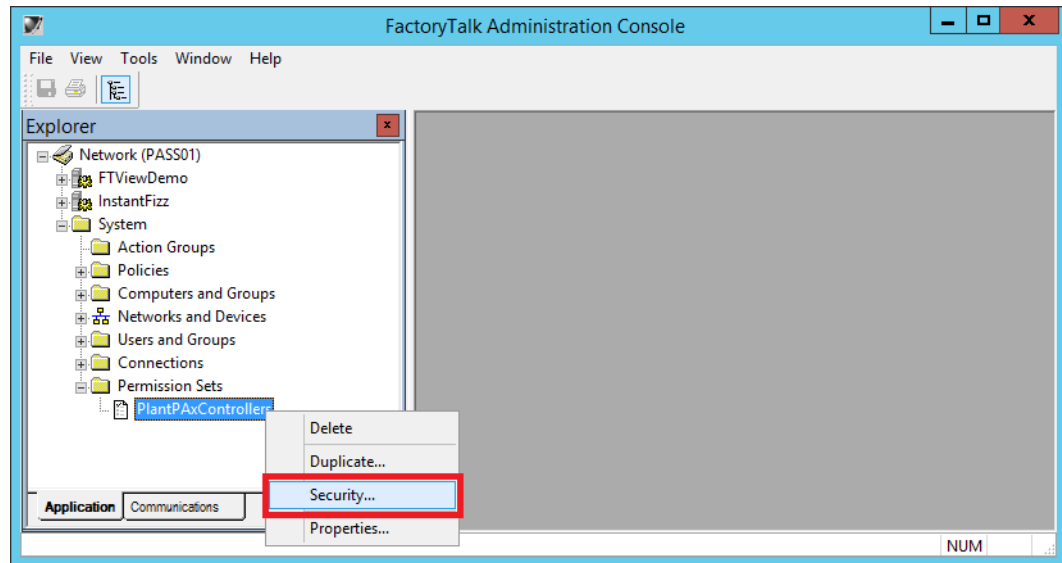 FactoryTalk Administration Console
File View Tools Window Help
Explorer
Network (PASS01)
FTViewDemo
InstantFizz
System
Action Groups
Policies
Computers and Groups
Networks and Devices
Users and Groups
Connections
Permission Sets
PlantPAxControllers
Delete
Duplicate...
Security...
Properties...
Application Communications
NUM